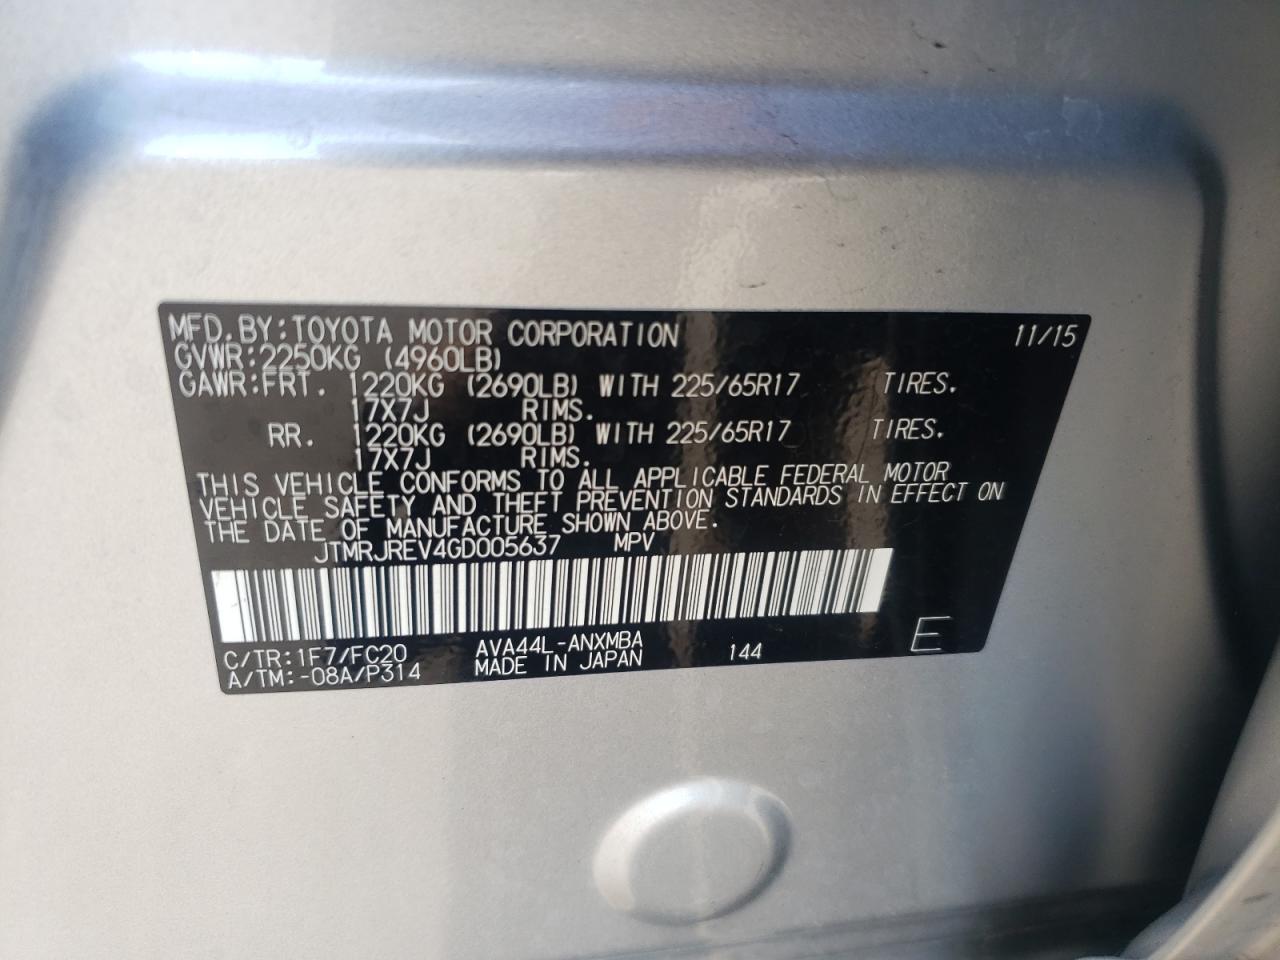 MFD.BY:TOYOTA MOTOR CORPORATION 11/15
GVWR:2250KG (4960LB)
GAWR:FRT. 1220KG (2690LB) WITH 225/65R17 TIRES.
17X7J RIMS.
RR. 1220KG (2690LB) WITH 225/65R17 TIRES.
17X7J RIMS.
THIS VEHICLE CONFORMS TO ALL APPLICABLE FEDERAL MOTOR
VEHICLE SAFETY AND THEFT PREVENTION STANDARDS IN EFFECT ON
THE DATE OF MANUFACTURE SHOWN ABOVE.
JTMRJREV4GD005637 MPV
C/TR:1F7/FC20 AVA44L-ANXMBA 144 E
A/TM:-08A/P314 MADE IN JAPAN